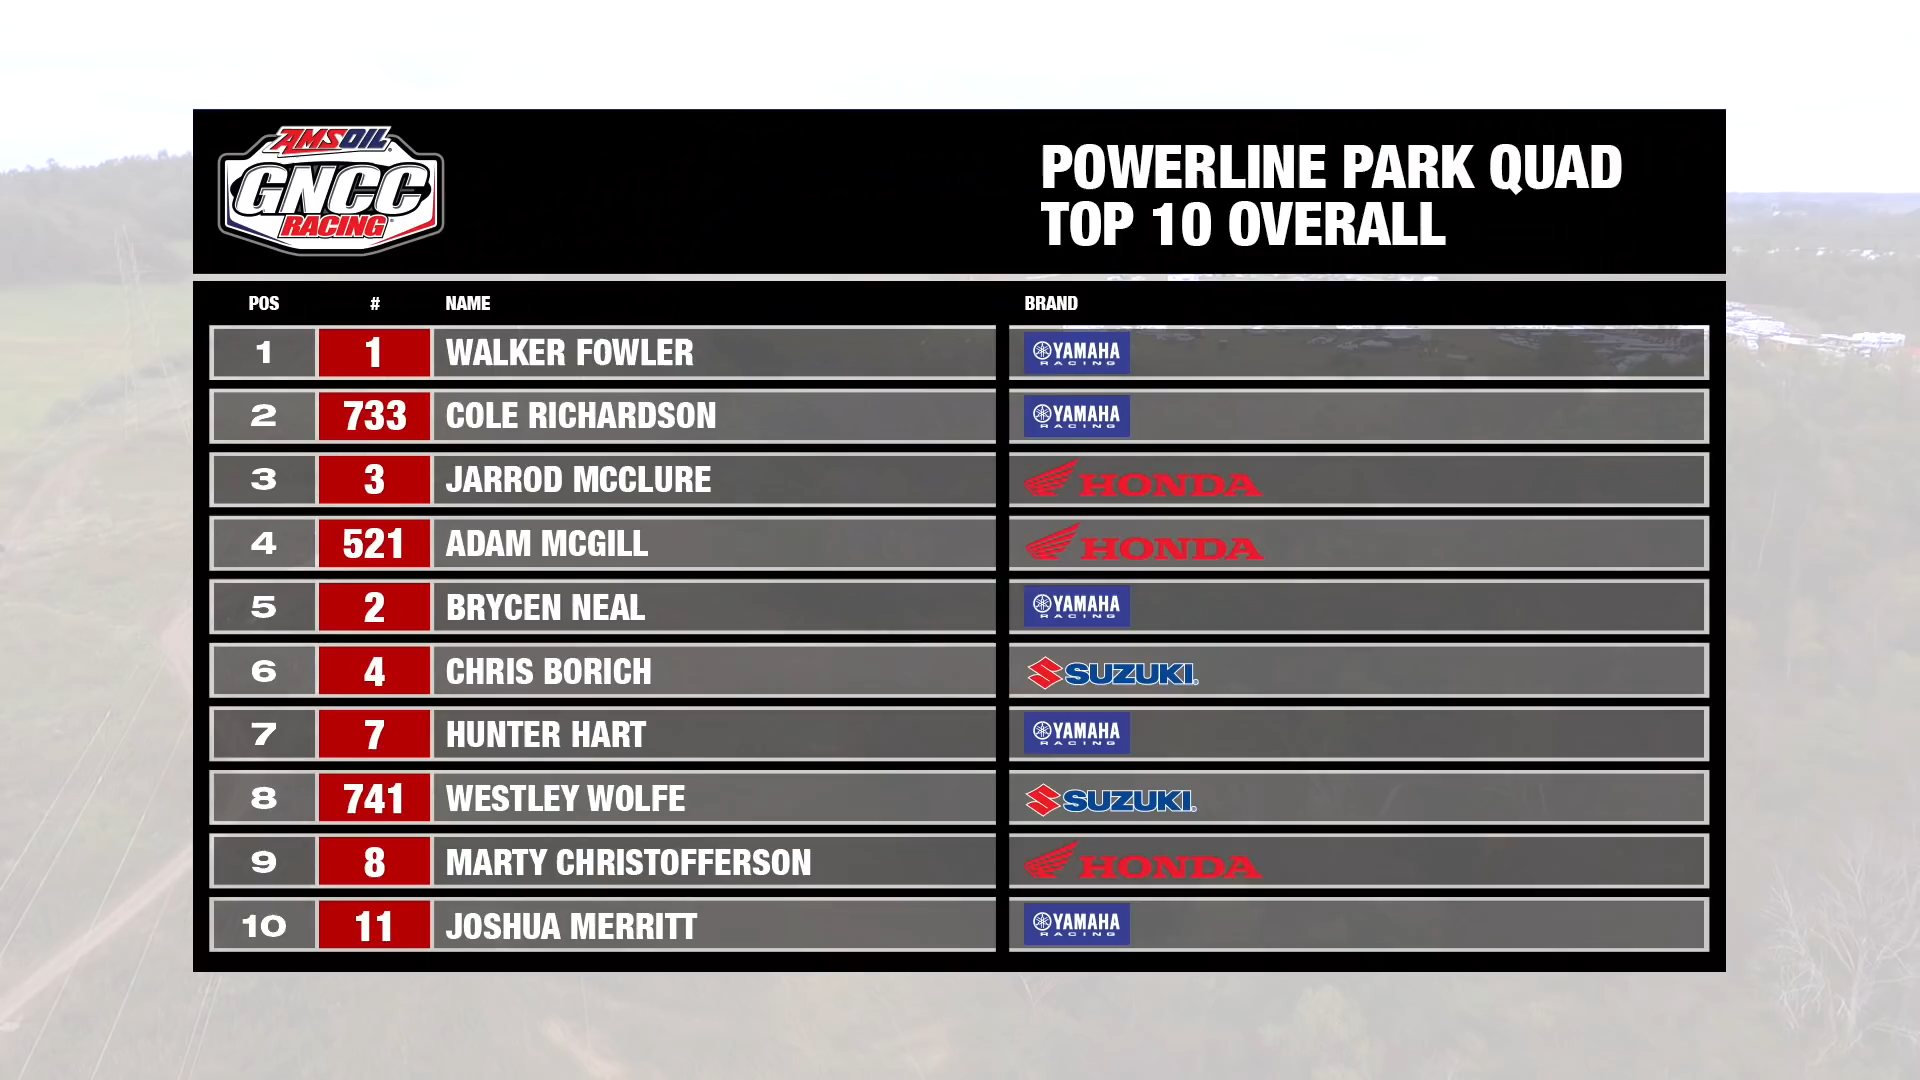 AMSOIL
GNCC
RACING
POWERLINE PARK QUAD
TOP 10 OVERALL
POS # NAME BRAND
1 1 WALKER FOWLER YAMAHA RACING
2 733 COLE RICHARDSON YAMAHA RACING
3 3 JARROD MCCLURE HONDA
4 521 ADAM MCGILL HONDA
5 2 BRYCEN NEAL YAMAHA RACING
6 4 CHRIS BORICH SUZUKI
7 7 HUNTER HART YAMAHA RACING
8 741 WESTLEY WOLFE SUZUKI
9 8 MARTY CHRISTOFFERSON HONDA
10 11 JOSHUA MERRITT YAMAHA RACING